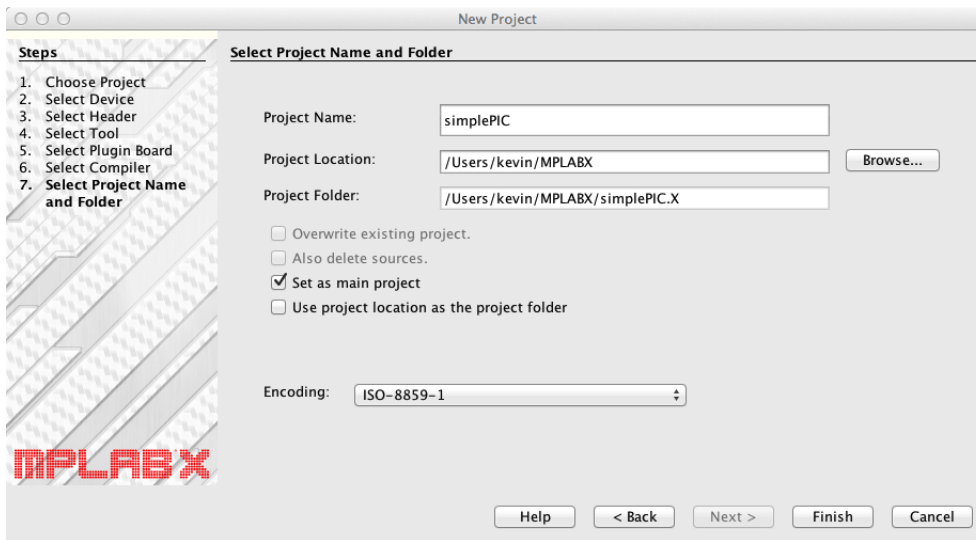 New Project
Steps
1. Choose Project
2. Select Device
3. Select Header
4. Select Tool
5. Select Plugin Board
6. Select Compiler
7. Select Project Name
and Folder
MPLAB X
Select Project Name and Folder
Project Name: simplePIC
Project Location: /Users/kevin/MPLABX Browse...
Project Folder: /Users/kevin/MPLABX/simplePIC.X
Overwrite existing project.
Also delete sources.
Set as main project
Use project location as the project folder
Encoding: ISO-8859-1
Help < Back Next > Finish Cancel